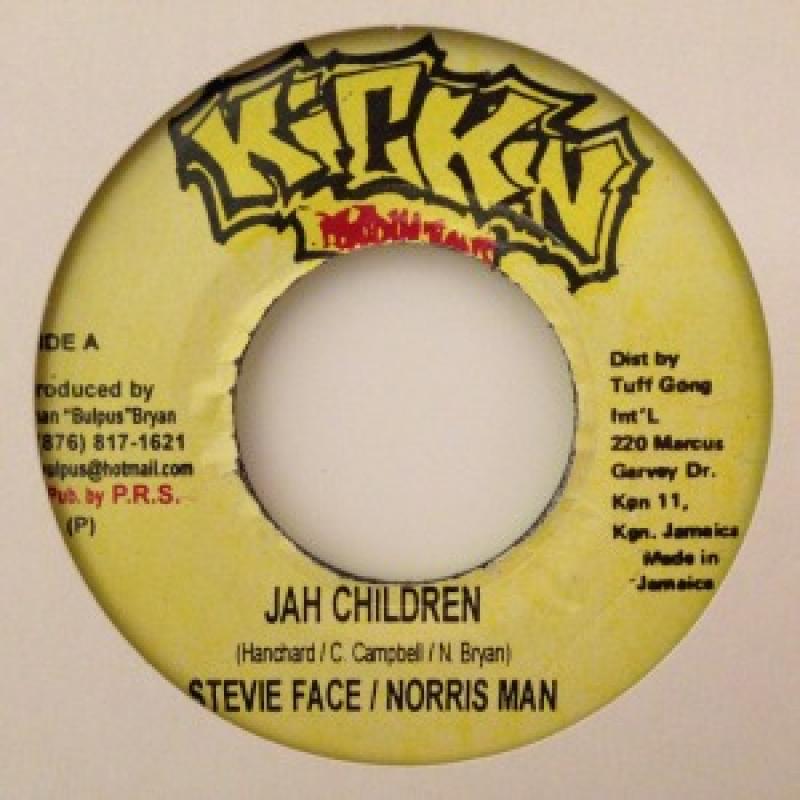 KiCK'N
IDE A
roduced by
an "Bulpus"Bryan
876) 817-1621
ulpus@hotmail.com
Pub. by P.R.S.
(P)
Dist by
Tuff Gong
Int'L
220 Marcus
Garvey Dr.
Kgn 11,
Kgn. Jamaica
Made in
Jamaica
JAH CHILDREN
(Hanchard / C. Campbell / N. Bryan)
STEVIE FACE / NORRIS MAN